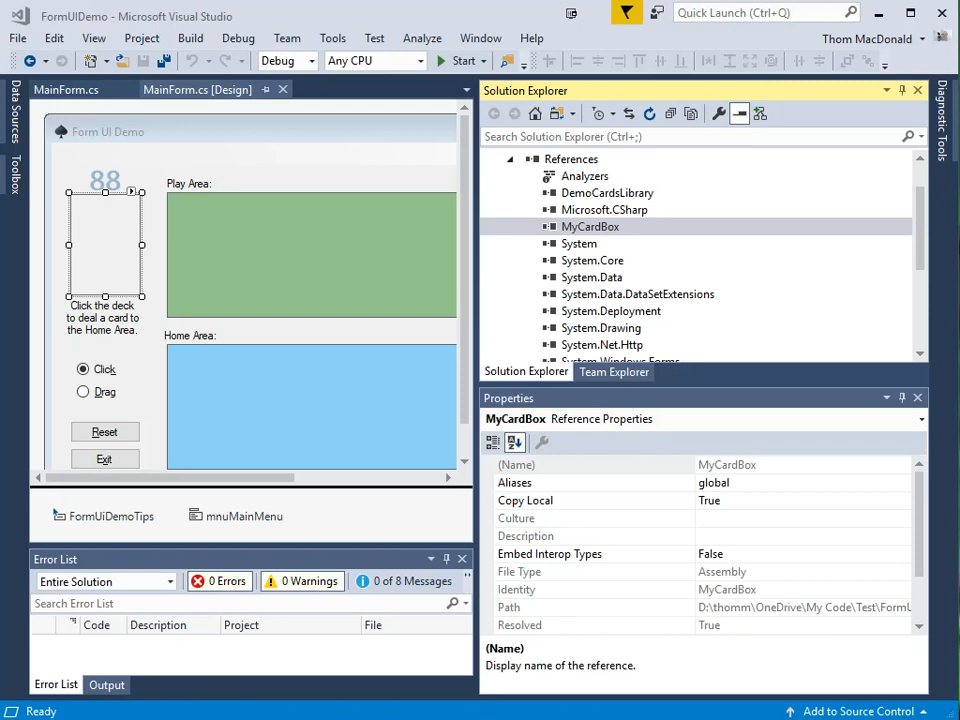 FormUIDemo - Microsoft Visual Studio
Quick Launch (Ctrl+Q)
File Edit View Project Build Debug Team Tools Test Analyze
Window Help
Thom MacDonald
Debug
Any CPU
Start
Data Sources
Toolbox
MainForm.cs
MainForm.cs [Design]
Form UI Demo
88
Play Area:
Click the deck
to deal a card to
the Home Area.
Home Area:
Click
Drag
Reset
Exit
FormUiDemoTips
mnuMainMenu
Error List
Entire Solution
0 Errors
0 Warnings
0 of 8 Messages
Search Error List
Code Description Project File
Error List Output
Solution Explorer
Search Solution Explorer (Ctrl+;)
References
Analyzers
DemoCardsLibrary
Microsoft.CSharp
MyCardBox
System
System.Core
System.Data
System.Data.DataSetExtensions
System.Deployment
System.Drawing
System.Net.Http
System.Windows.Forms
Solution Explorer Team Explorer
Diagnostic Tools
Properties
MyCardBox Reference Properties
(Name) MyCardBox
Aliases global
Copy Local True
Culture
Description
Embed Interop Types False
File Type Assembly
Identity MyCardBox
Path D:\thomm\OneDrive\My Code\Test\FormU
Resolved True
(Name)
Display name of the reference.
Ready
Add to Source Control